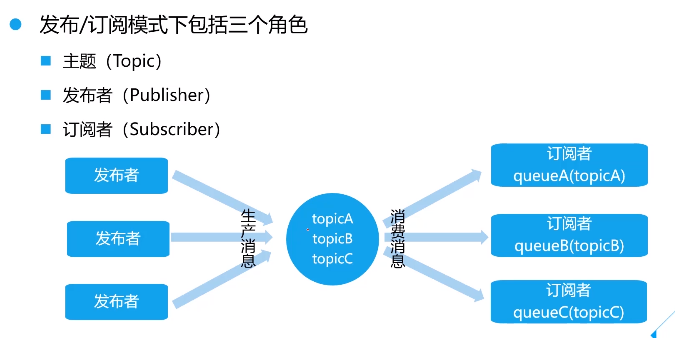 发布/订阅模式下包括三个角色
主题（Topic）
发布者（Publisher）
订阅者（Subscriber）
发布者
发布者
发布者
生产消息
topicA
topicB
topicC
消费消息
订阅者
queueA(topicA)
订阅者
queueB(topicB)
订阅者
queueC(topicC)